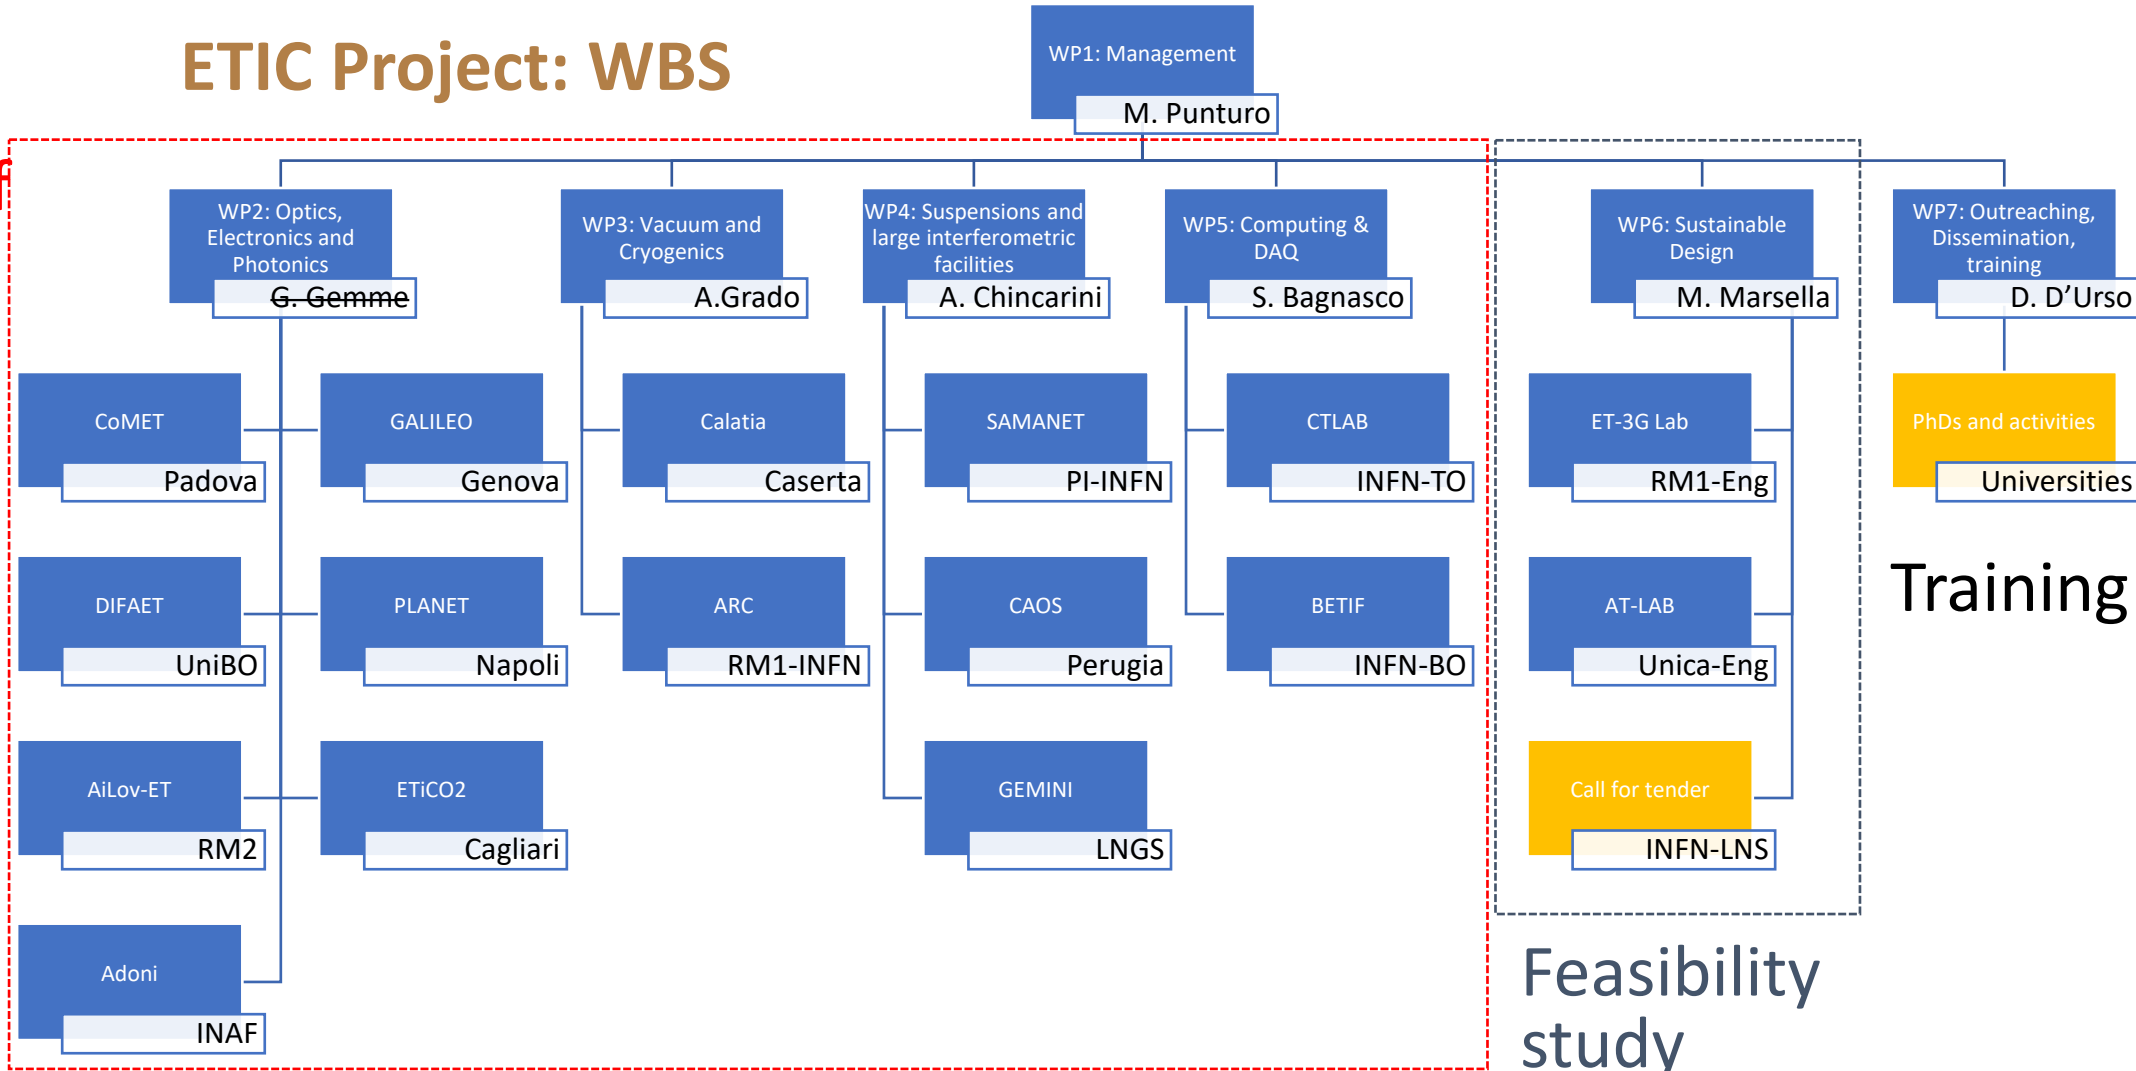 ETIC Project: WBS
WP1: Management
M. Punturo
WP2: Optics,
Electronics and
Photonics
G. Gemme
WP3: Vacuum and
Cryogenics
A.Grado
WP4: Suspensions and
large interferometric
facilities
A. Chincarini
WP5: Computing &
DAQ
S. Bagnasco
WP6: Sustainable
Design
M. Marsella
WP7: Outreaching,
Dissemination,
training
D. D'Urso
CoMET
Padova
GALILEO
Genova
Calatia
Caserta
SAMANET
PI-INFN
CTLAB
INFN-TO
ET-3G Lab
RM1-Eng
PhDs and activities
Universities
DIFAET
UniBO
PLANET
Napoli
ARC
RM1-INFN
CAOS
Perugia
BETIF
INFN-BO
AT-LAB
Unica-Eng
Training
AiLov-ET
RM2
ETiCO2
Cagliari
GEMINI
LNGS
Call for tender
INFN-LNS
Adoni
INAF
Feasibility
study